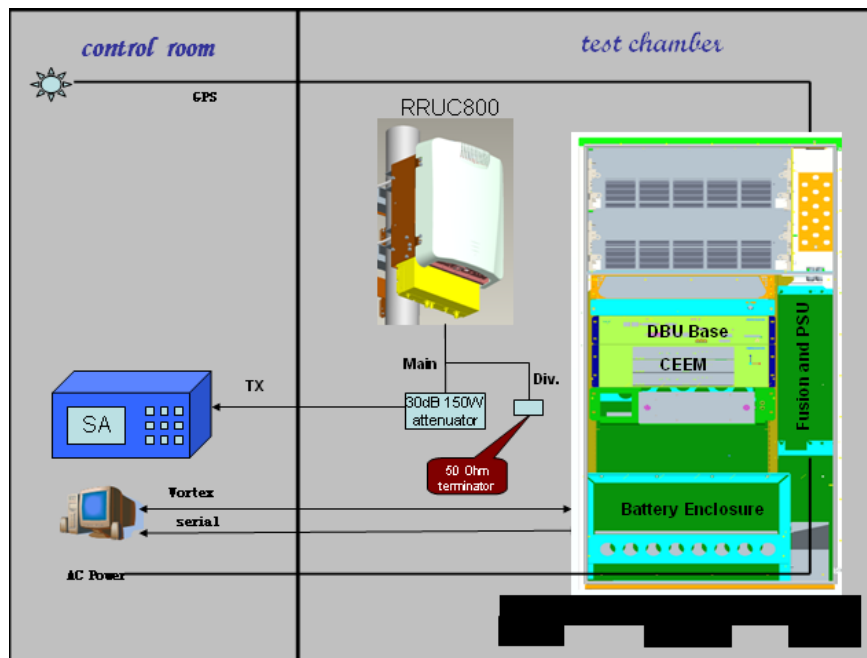 control room
test chamber
GPS
RRUC800
DBU Base
CEEM
Fusion and PSU
Main
Div.
TX
30dB 150W
attenuator
SA
50 Ohm
terminator
Vortex
serial
Battery Enclosure
AC Power